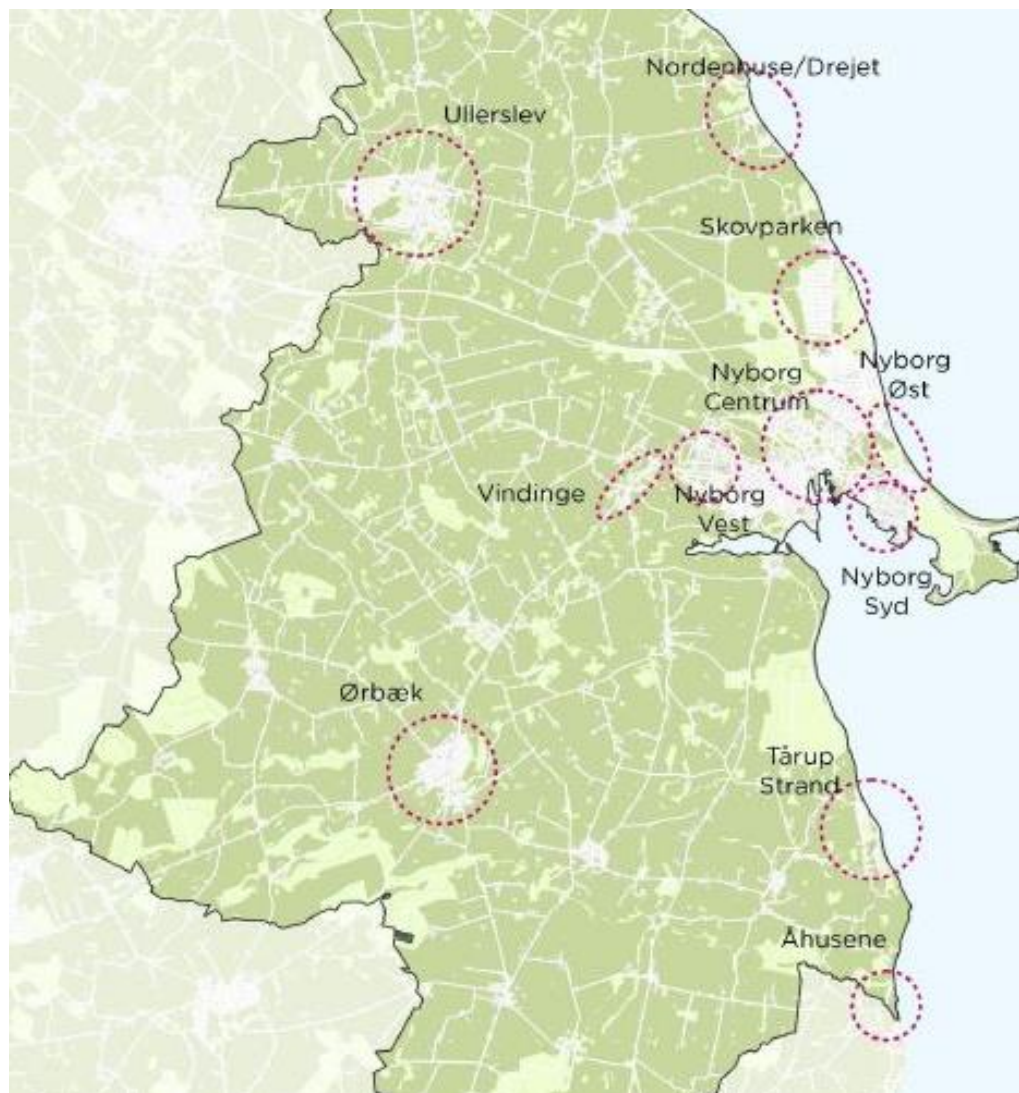 Nordenhuse/Drejet
Ullerslev
Skovparken
Nyborg
Øst
Nyborg
Centrum
Vindinge
Nyborg
Vest
Nyborg
Syd
Ørbæk
Tårup
Strand
Åhusene